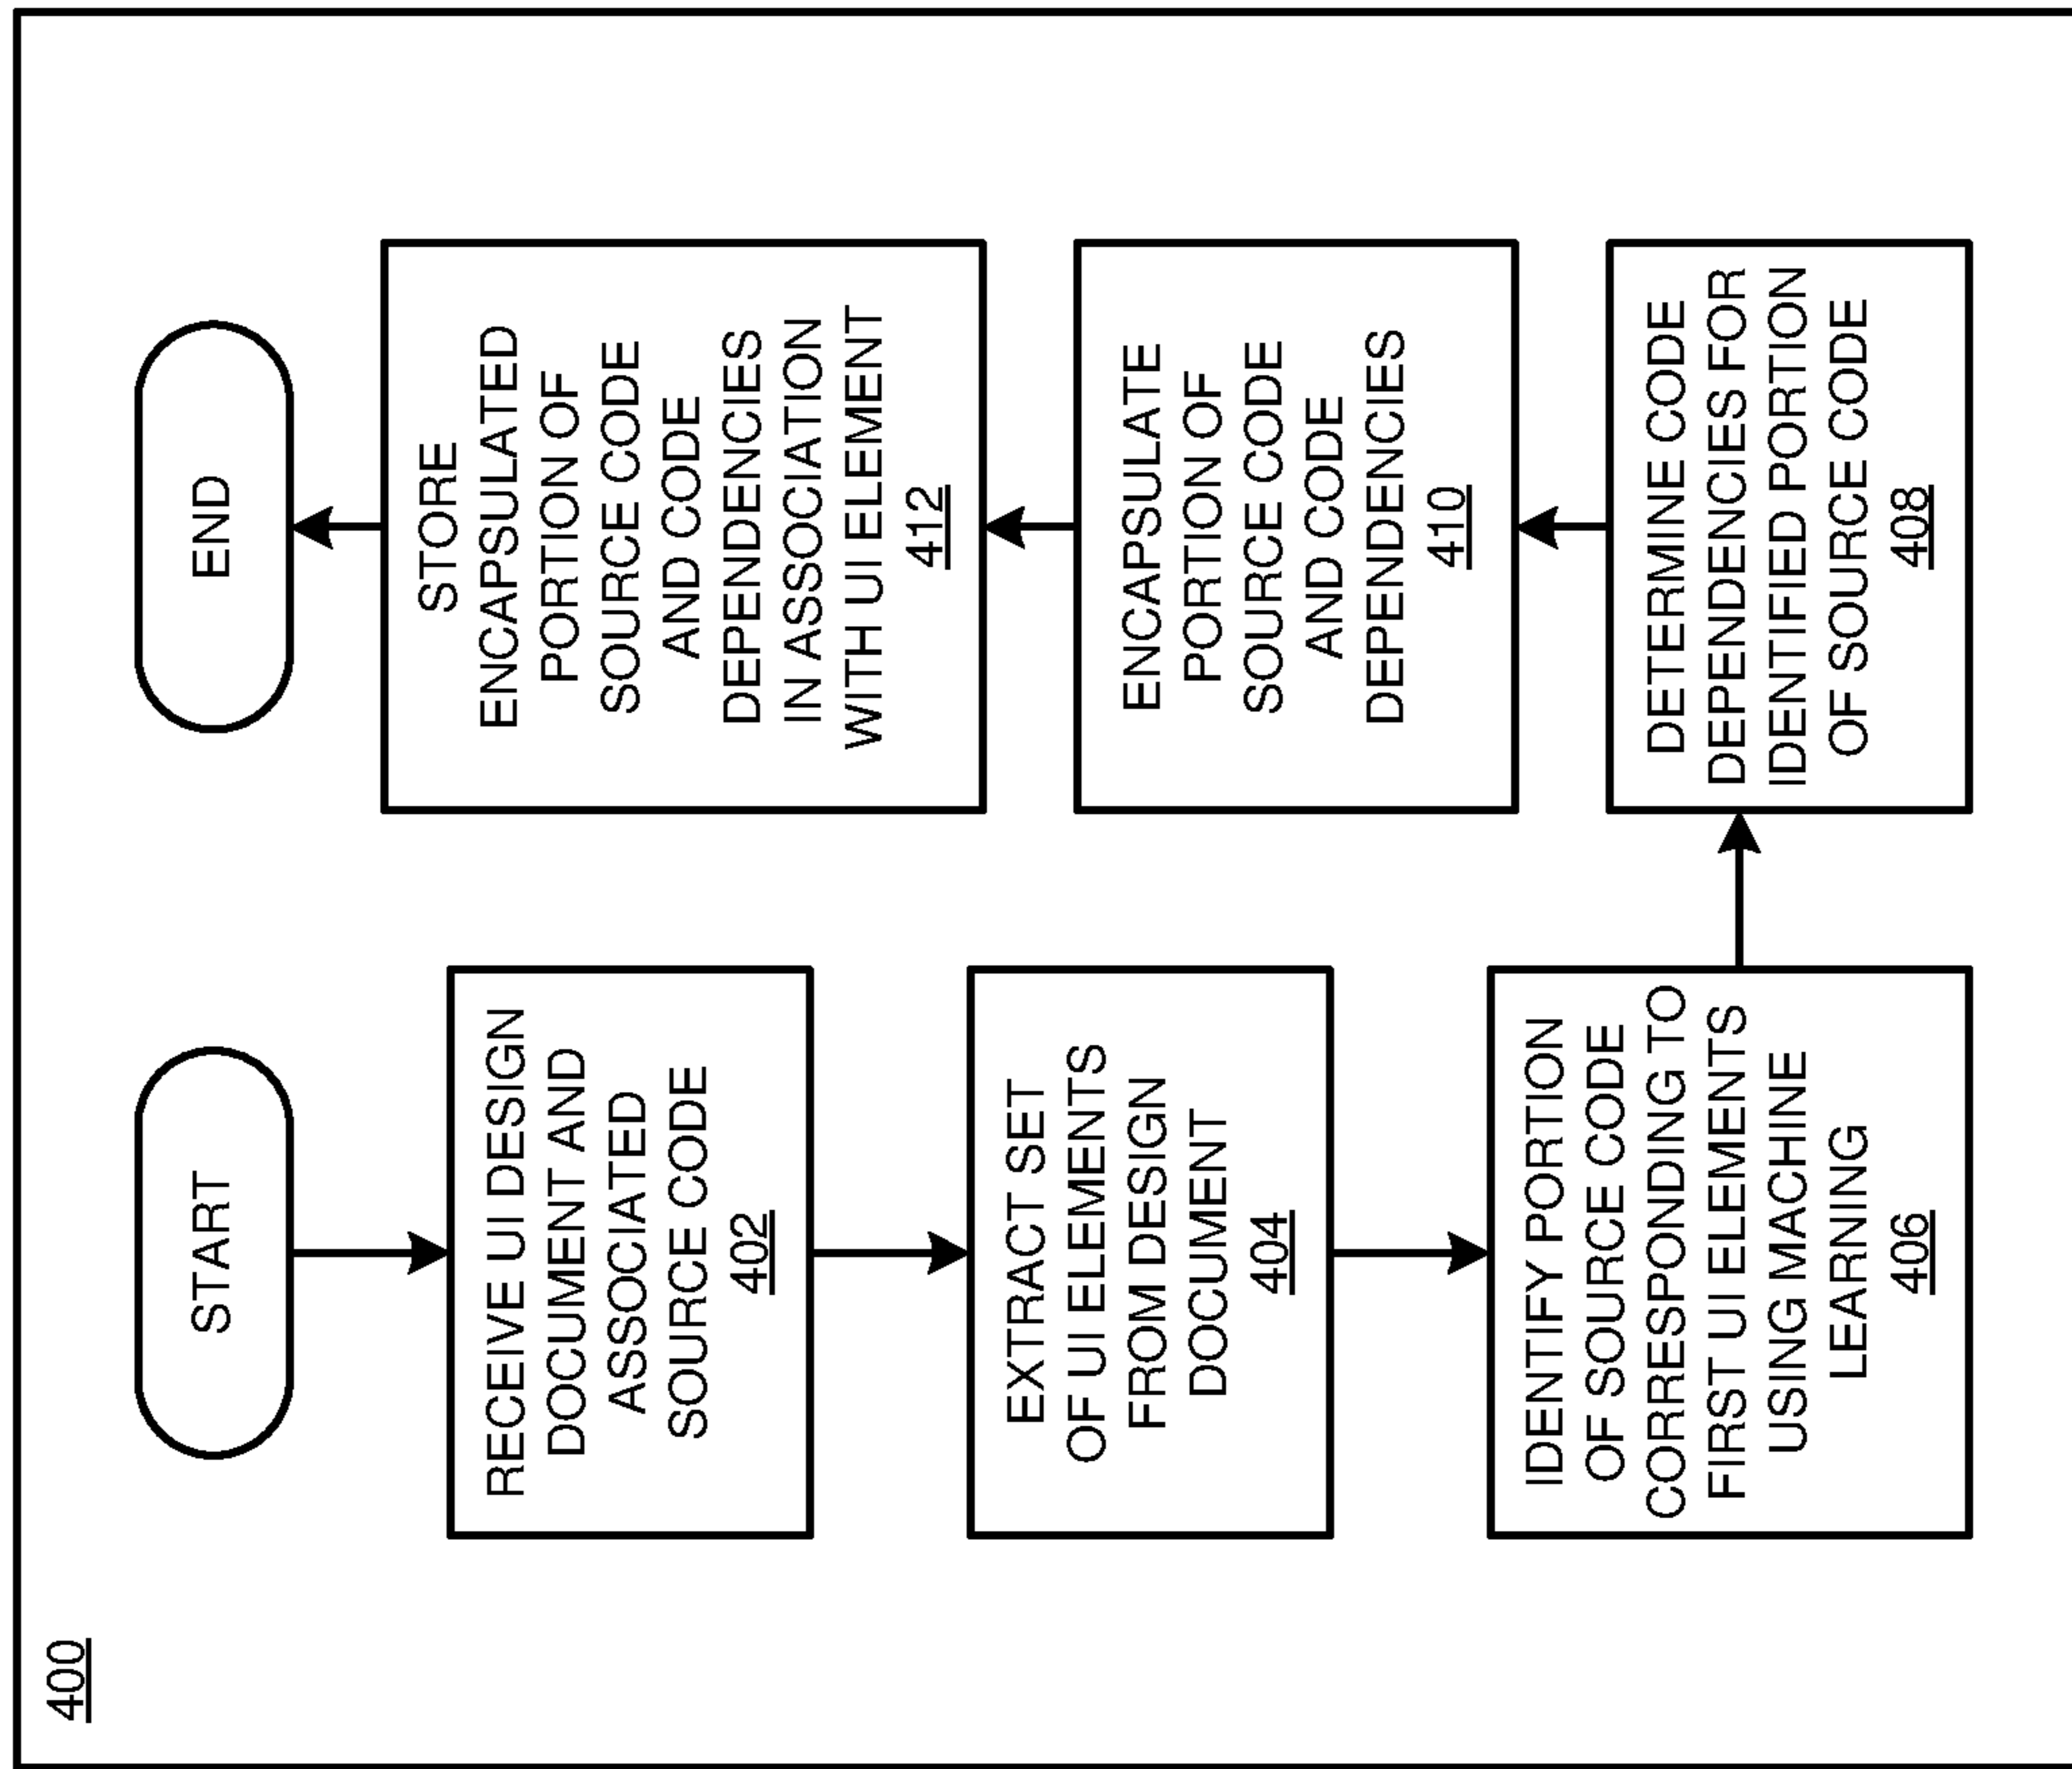 400
START
RECEIVE UI DESIGN
DOCUMENT AND
ASSOCIATED
SOURCE CODE
402
EXTRACT SET
OF UI ELEMENTS
FROM DESIGN
DOCUMENT
404
IDENTIFY PORTION
OF SOURCE CODE
CORRESPONDING TO
FIRST UI ELEMENTS
USING MACHINE
LEARNING
406
DETERMINE CODE
DEPENDENCIES FOR
IDENTIFIED PORTION
OF SOURCE CODE
408
ENCAPSULATE
PORTION OF
SOURCE CODE
AND CODE
DEPENDENCIES
410
STORE
ENCAPSULATED
PORTION OF
SOURCE CODE
AND CODE
DEPENDENCIES
IN ASSOCIATION
WITH UI ELEMENT
412
END